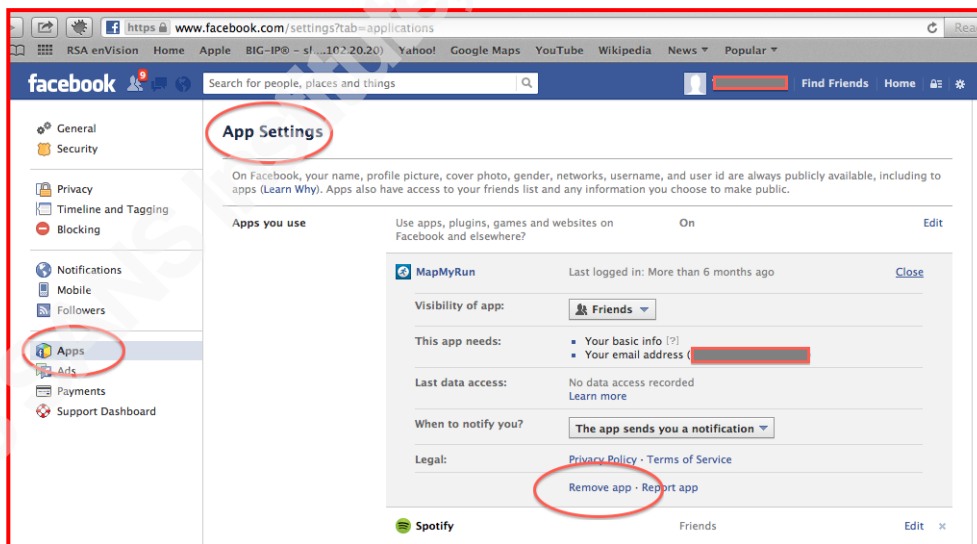 https www.facebook.com/settings?tab=applications
RSA enVision Home Apple BIG-IP® - sl....102.20.20) Yahoo! Google Maps YouTube Wikipedia News Popular
facebook 9 Search for people, places and things Find Friends Home
General
Security
Privacy
Timeline and Tagging
Blocking
Notifications
Mobile
Followers
Apps
Ads
Payments
Support Dashboard
App Settings
On Facebook, your name, profile picture, cover photo, gender, networks, username, and user id are always publicly available, including to
apps (Learn Why). Apps also have access to your friends list and any information you choose to make public.
Apps you use Use apps, plugins, games and websites on On Edit
Facebook and elsewhere?
MapMyRun Last logged in: More than 6 months ago Close
Visibility of app: Friends
This app needs: Your basic info [?]
Your email address (
Last data access: No data access recorded
Learn more
When to notify you? The app sends you a notification
Legal: Privacy Policy · Terms of Service
Remove app · Report app
Spotify Friends Edit ×